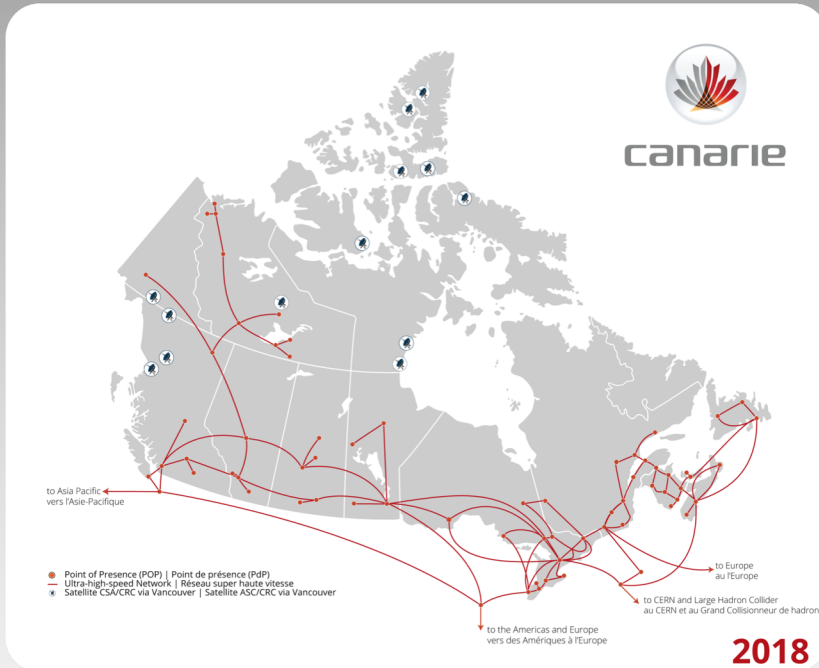 canarie
to Asia Pacific
vers l'Asie-Pacifique
Point of Presence (POP) | Point de présence (PdP)
Ultra-high-speed Network | Réseau super haute vitesse
Satellite CSA/CRC via Vancouver | Satellite ASC/CRC via Vancouver
to Europe
au l'Europe
to CERN and Large Hadron Collider
au CERN et au Grand Collisionneur de hadron
to the Americas and Europe
vers des Amériques à l'Europe
2018